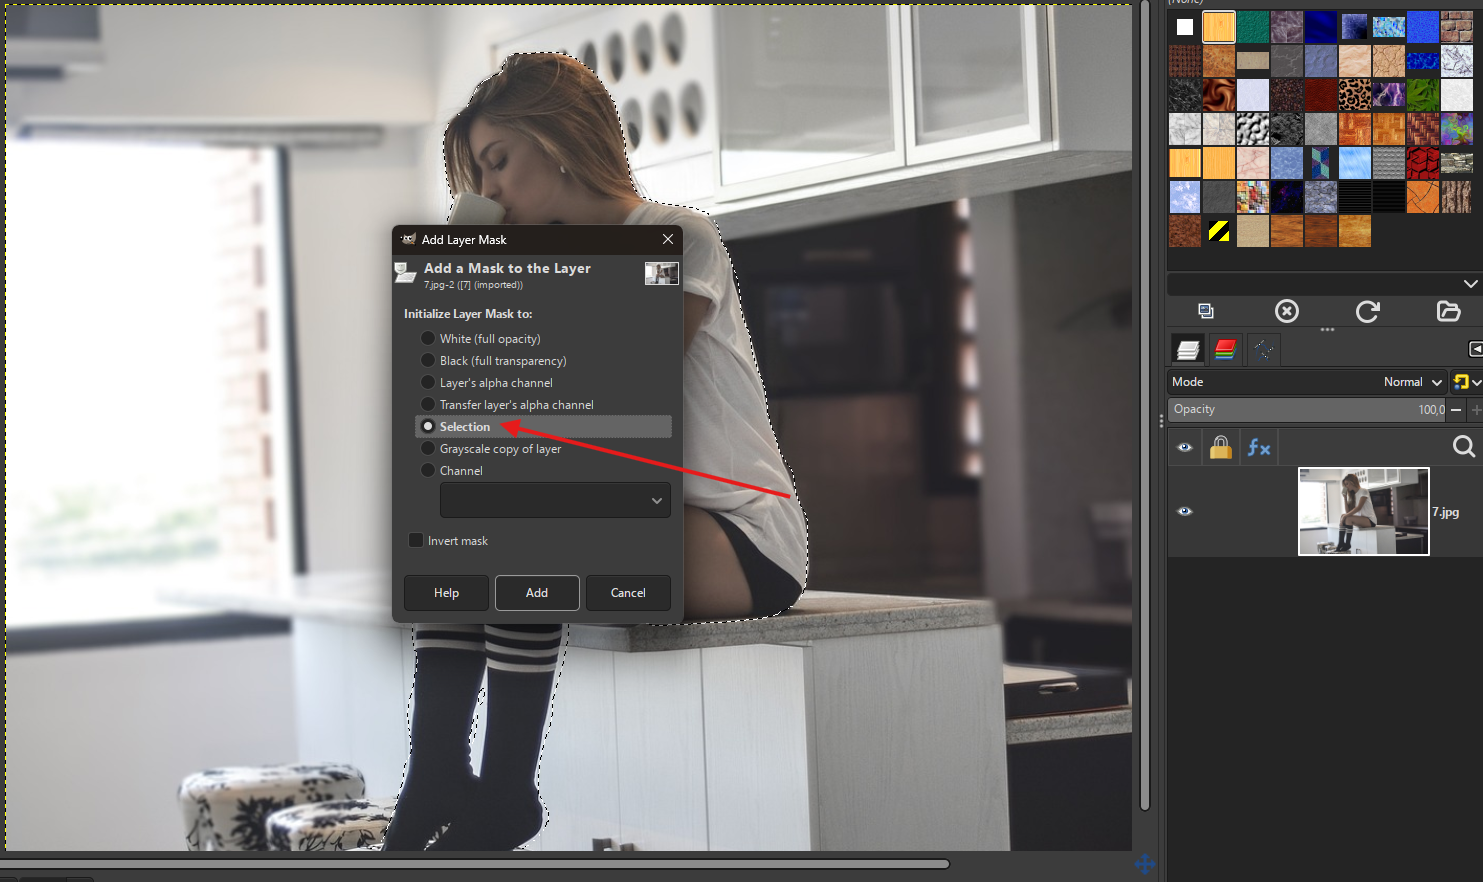 (None)
Add Layer Mask
Add a Mask to the Layer
7.jpg-2 ([7] (imported))
Initialize Layer Mask to:
White (full opacity)
Black (full transparency)
Layer's alpha channel
Transfer layer's alpha channel
Selection
Grayscale copy of layer
Channel
Invert mask
Help
Add
Cancel
Mode
Normal
Opacity
100,0
fx
7.jpg